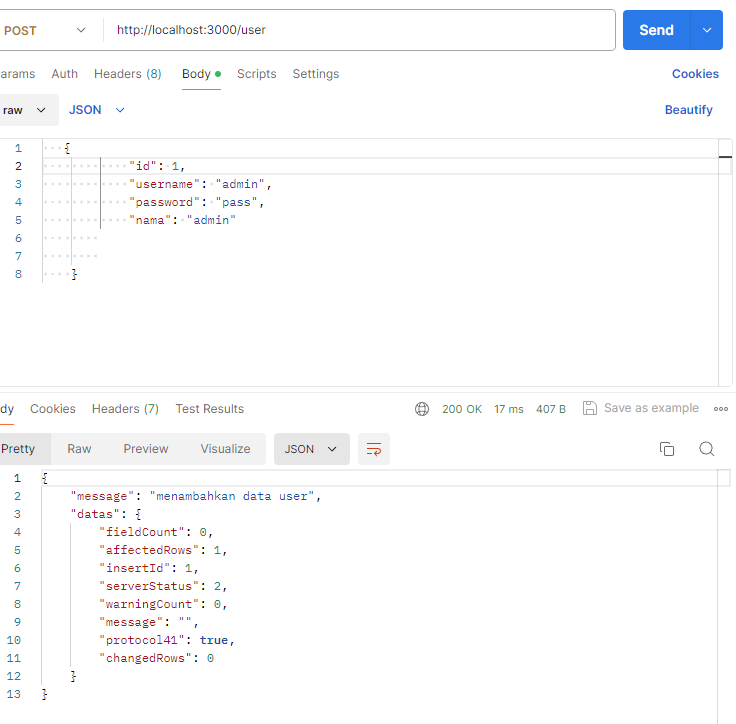 POST http://localhost:3000/user Send
arams Auth Headers (8) Body Scripts Settings Cookies
raw JSON Beautify
1 {
2 "id": 1,
3 "username": "admin",
4 "password": "pass",
5 "nama": "admin"
6
7
8 }
dy Cookies Headers (7) Test Results 200 OK 17 ms 407 B Save as example
Pretty Raw Preview Visualize JSON
1 {
2 "message": "menambahkan data user",
3 "datas": {
4 "fieldCount": 0,
5 "affectedRows": 1,
6 "insertId": 1,
7 "serverStatus": 2,
8 "warningCount": 0,
9 "message": "",
10 "protocol41": true,
11 "changedRows": 0
12 }
13 }